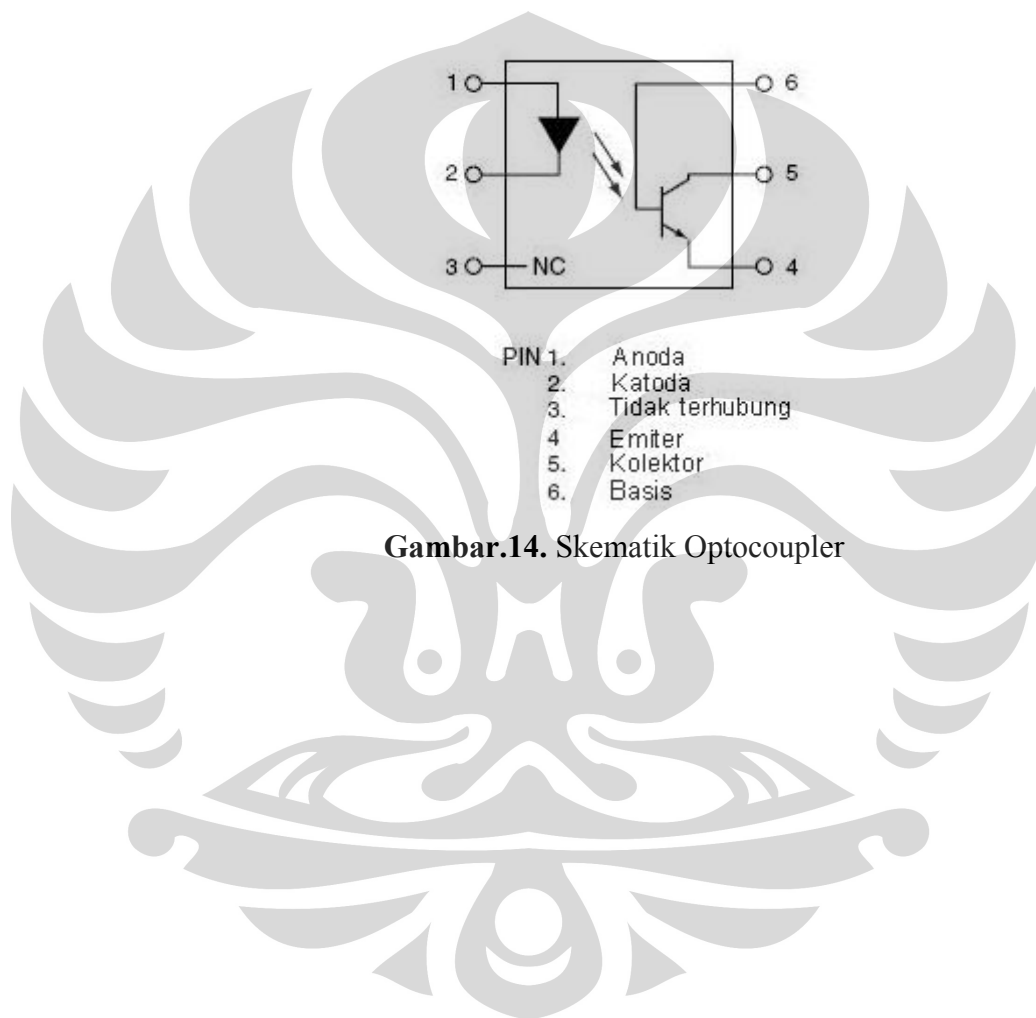 1 6
2 5
3 NC 4
PIN 1. Anoda
2. Katoda
3. Tidak terhubung
4 Emiter
5. Kolektor
6. Basis
Gambar.14. Skematik Optocoupler